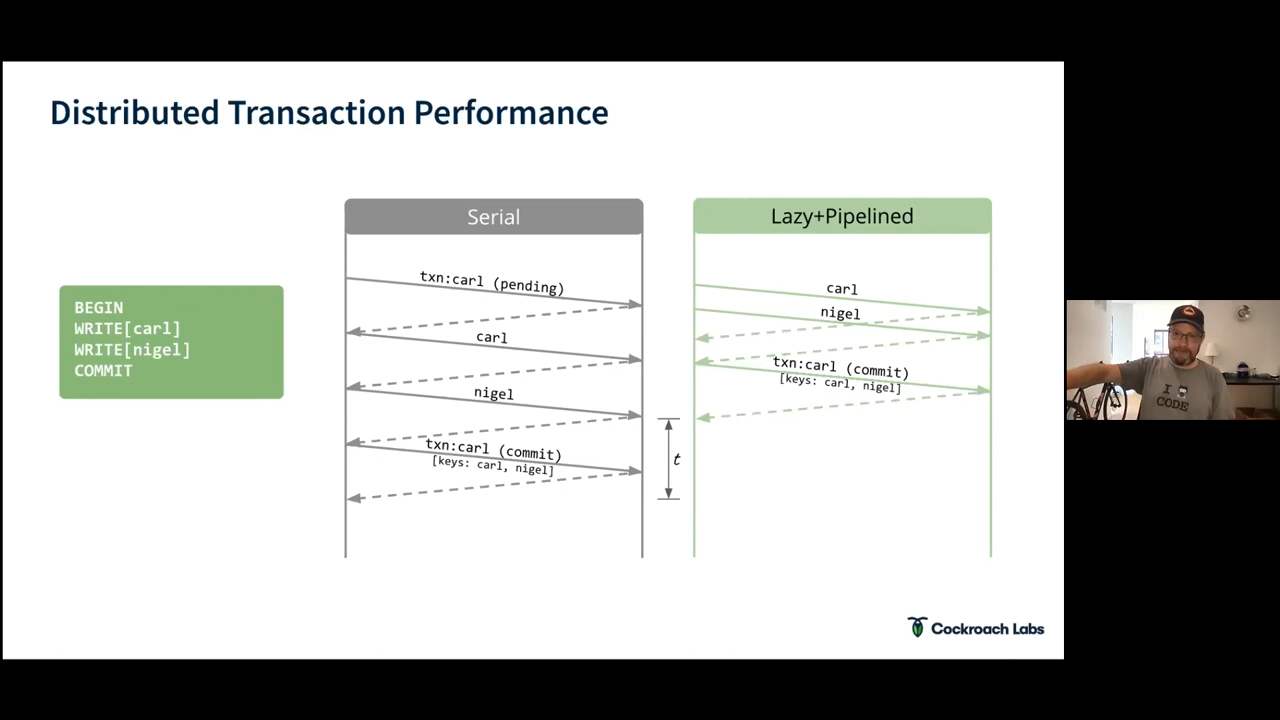 Distributed Transaction Performance
BEGIN
WRITE[carl]
WRITE[nigel]
COMMIT
Serial
txn:carl (pending)
carl
nigel
txn:carl (commit)
[keys: carl, nigel]
t
Lazy+Pipelined
carl
nigel
txn:carl (commit)
[keys: carl, nigel]
Cockroach Labs
I
CODE